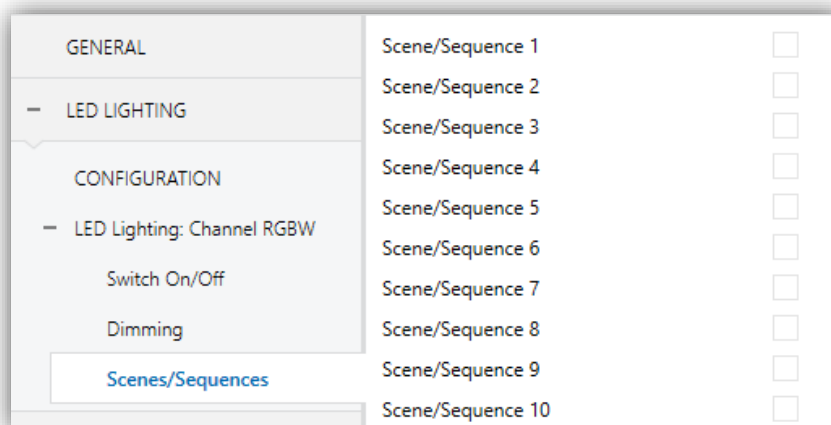 GENERAL
LED LIGHTING
CONFIGURATION
LED Lighting: Channel RGBW
Switch On/Off
Dimming
Scenes/Sequences
Scene/Sequence 1
Scene/Sequence 2
Scene/Sequence 3
Scene/Sequence 4
Scene/Sequence 5
Scene/Sequence 6
Scene/Sequence 7
Scene/Sequence 8
Scene/Sequence 9
Scene/Sequence 10